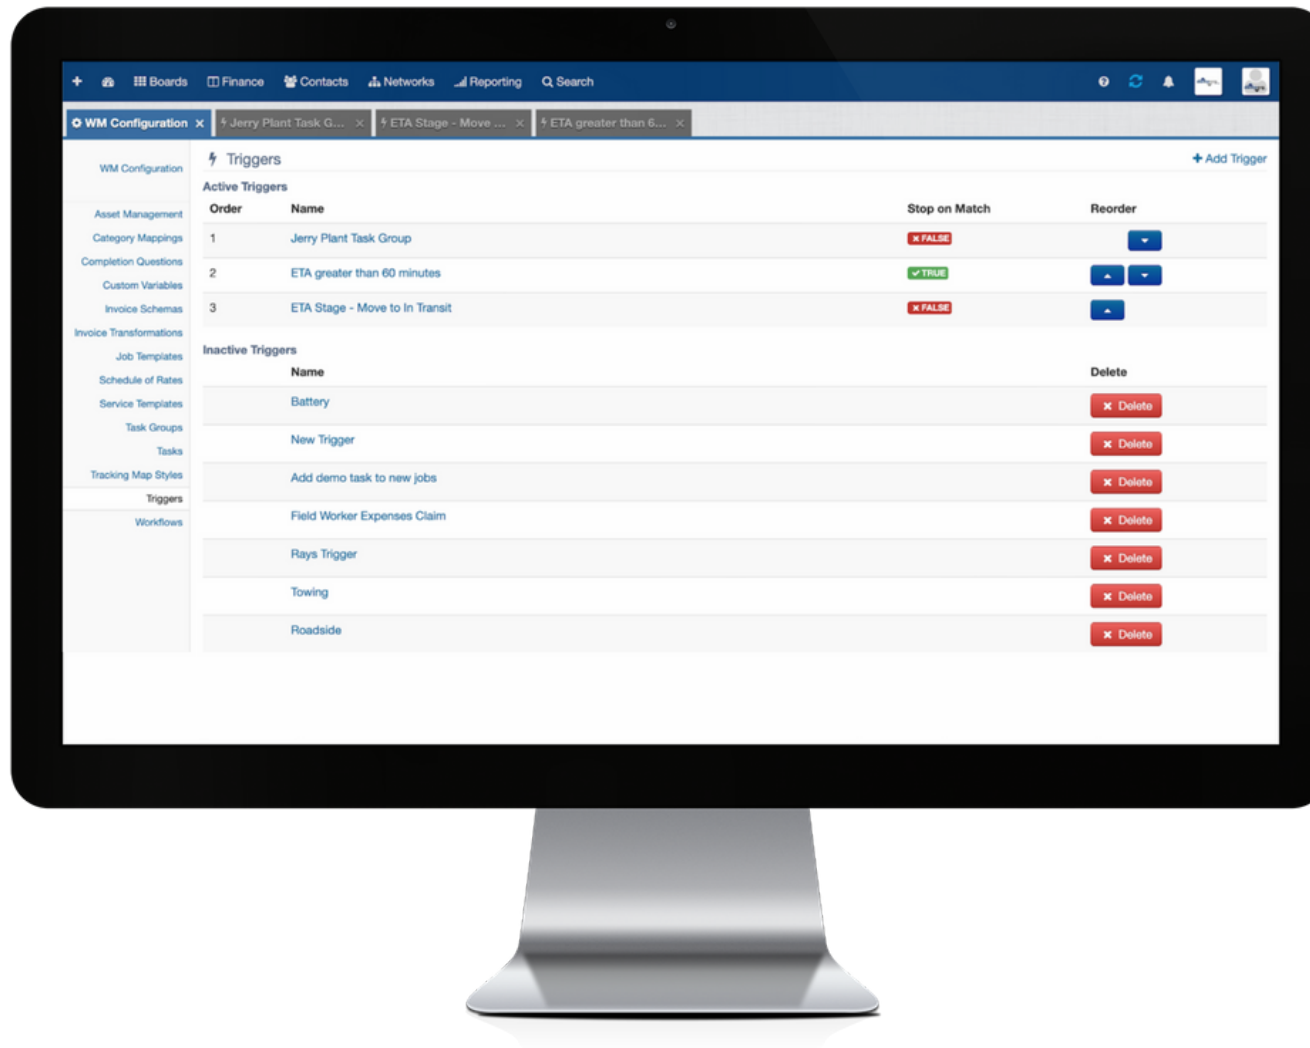 Boards Finance Contacts Networks Reporting Search
WM Configuration × Jerry Plant Task G... × ETA Stage - Move ... × ETA greater than 6... ×
WM Configuration
Asset Management
Category Mappings
Completion Questions
Custom Variables
Invoice Schemas
Invoice Transformations
Job Templates
Schedule of Rates
Service Templates
Task Groups
Tasks
Tracking Map Styles
Triggers
Workflows
Triggers + Add Trigger
Active Triggers
Order Name Stop on Match Reorder
1 Jerry Plant Task Group × FALSE
2 ETA greater than 60 minutes ✓ TRUE
3 ETA Stage - Move to In Transit × FALSE
Inactive Triggers
Name Delete
Battery × Delete
New Trigger × Delete
Add demo task to new jobs × Delete
Field Worker Expenses Claim × Delete
Rays Trigger × Delete
Towing × Delete
Roadside × Delete